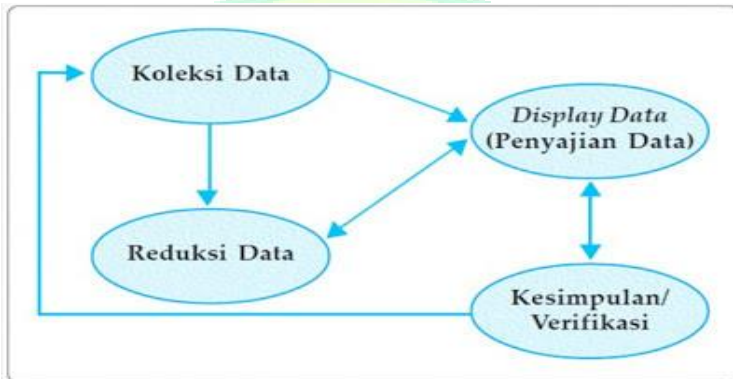 Koleksi Data
Display Data
(Penyajian Data)
Reduksi Data
Kesimpulan/
Verifikasi